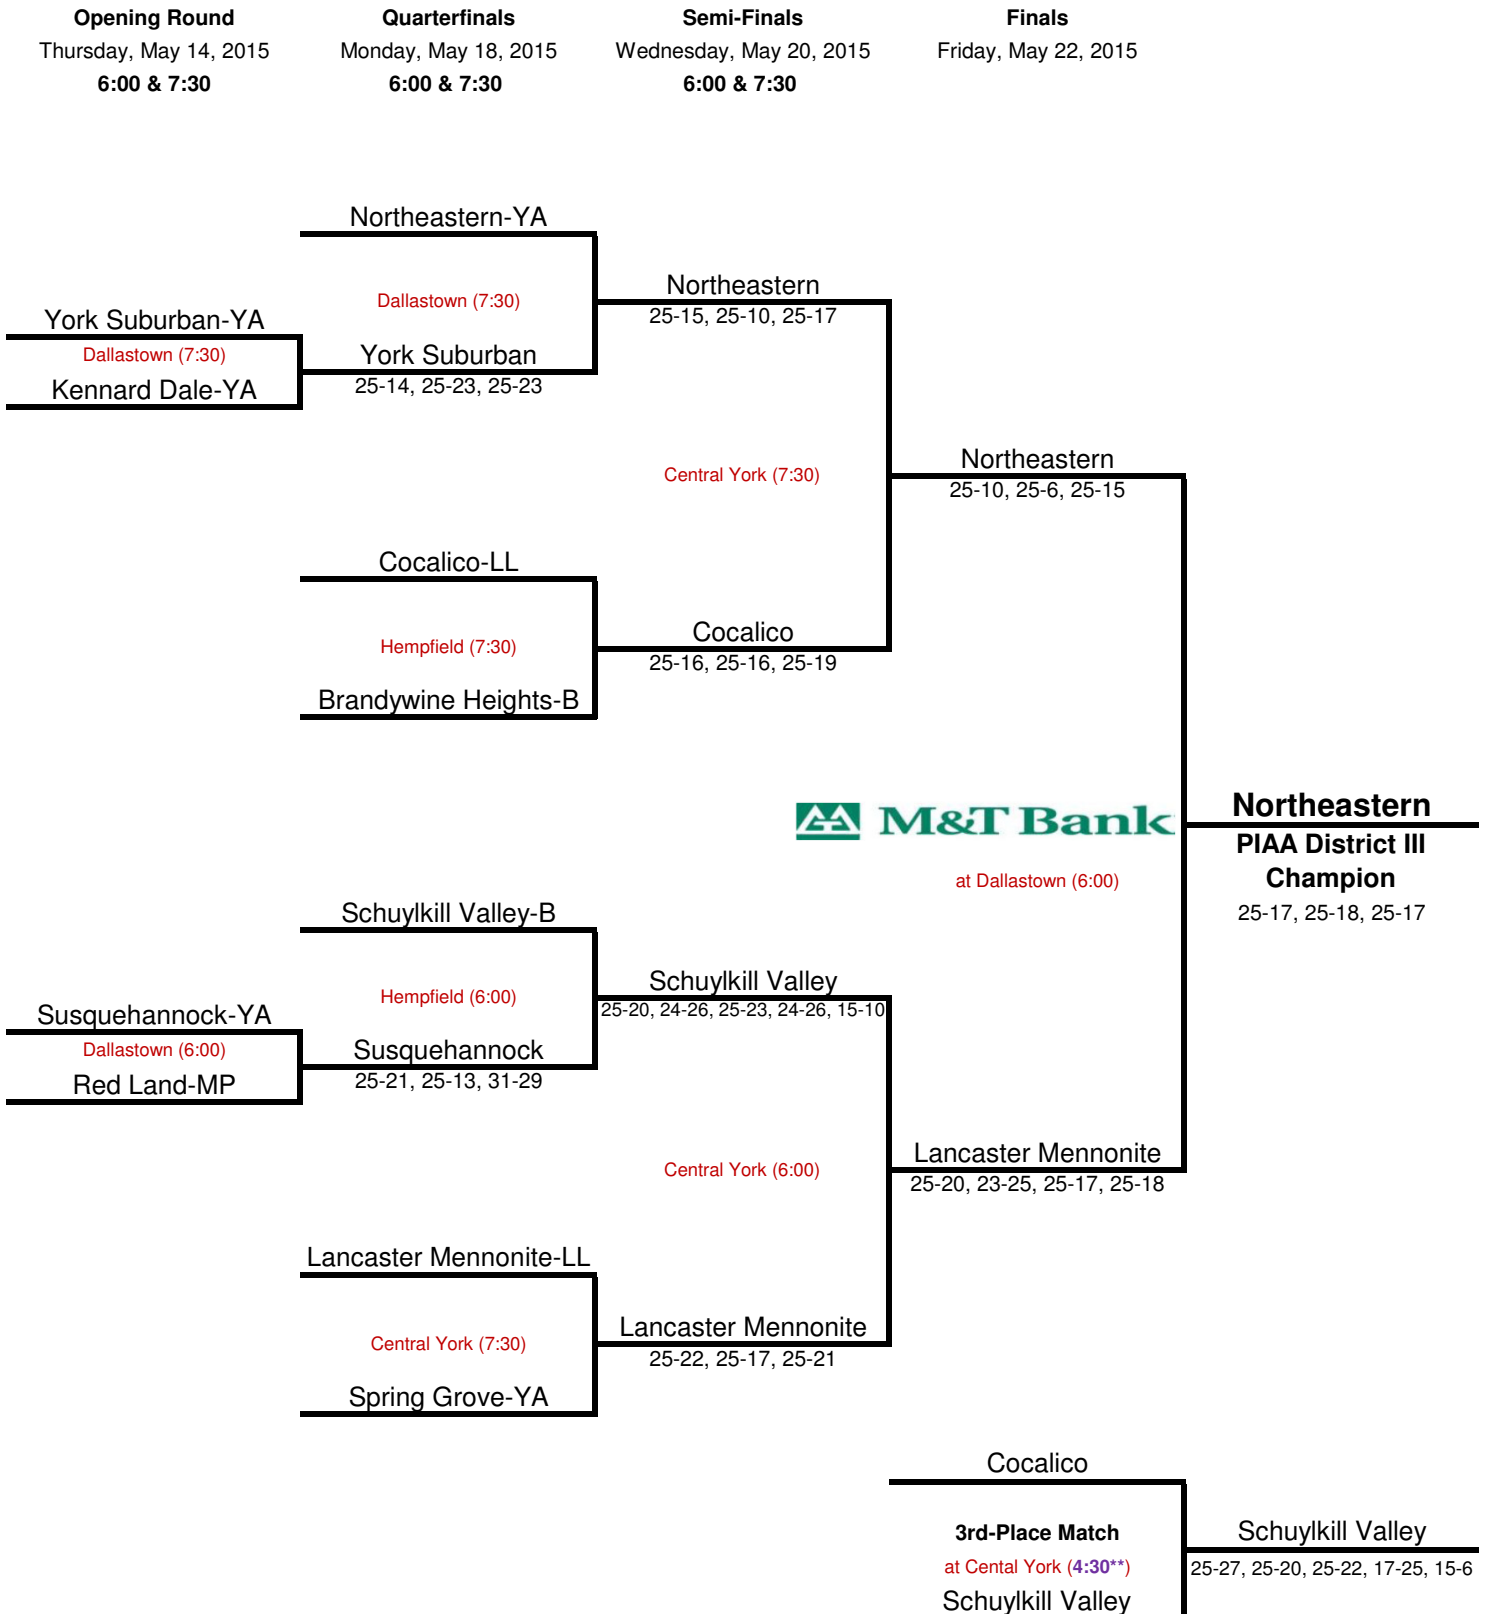 Opening Round
Quarterfinals
Semi-Finals
Finals
Thursday, May 14, 2015
Monday, May 18, 2015
Wednesday, May 20, 2015
Friday, May 22, 2015
6:00 & 7:30
6:00 & 7:30
6:00 & 7:30
Northeastern-YA
Dallastown (7:30)
Northeastern
25-15, 25-10, 25-17
York Suburban-YA
Dallastown (7:30)
Kennard Dale-YA
York Suburban
25-14, 25-23, 25-23
Central York (7:30)
Northeastern
25-10, 25-6, 25-15
Cocalico-LL
Hempfield (7:30)
Cocalico
25-16, 25-16, 25-19
Brandywine Heights-B
M&T Bank
Northeastern
PIAA District III
Champion
25-17, 25-18, 25-17
at Dallastown (6:00)
Schuylkill Valley-B
Hempfield (6:00)
Schuylkill Valley
25-20, 24-26, 25-23, 24-26, 15-10
Susquehannock-YA
Dallastown (6:00)
Red Land-MP
Susquehannock
25-21, 25-13, 31-29
Central York (6:00)
Lancaster Mennonite
25-20, 23-25, 25-17, 25-18
Lancaster Mennonite-LL
Central York (7:30)
Lancaster Mennonite
25-22, 25-17, 25-21
Spring Grove-YA
Cocalico
3rd-Place Match
at Cental York (4:30**)
Schuylkill Valley
Schuylkill Valley
25-27, 25-20, 25-22, 17-25, 15-6